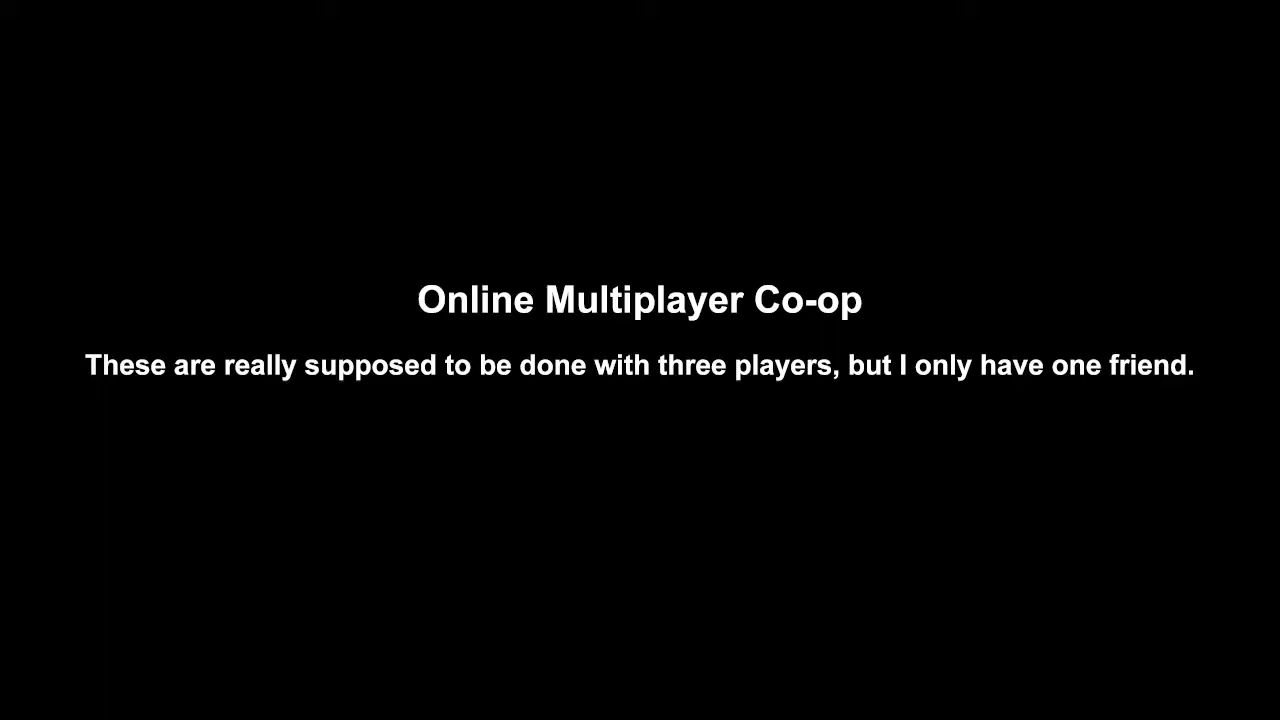 Online Multiplayer Co-op
These are really supposed to be done with three players, but I only have one friend.